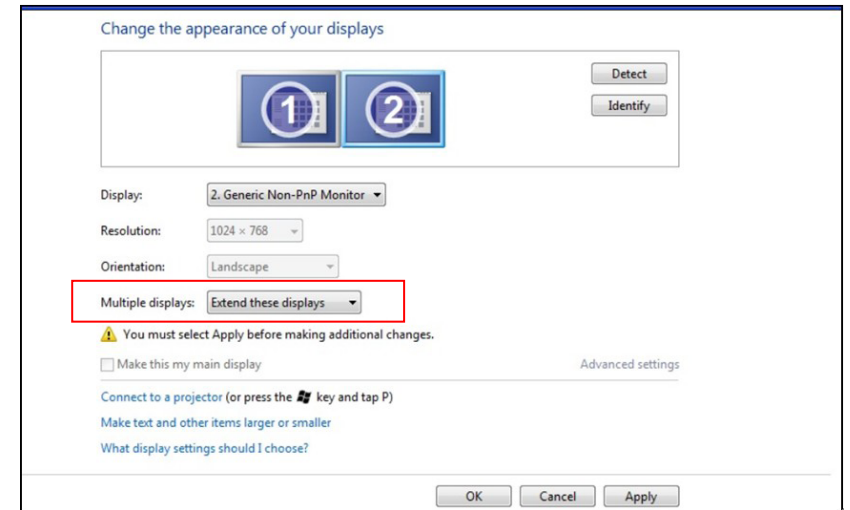 Change the appearance of your displays
1 2
Detect
Identify
Display: 2. Generic Non-PnP Monitor
Resolution: 1024 × 768
Orientation: Landscape
Multiple displays: Extend these displays
You must select Apply before making additional changes.
Make this my main display Advanced settings
Connect to a projector (or press the key and tap P)
Make text and other items larger or smaller
What display settings should I choose?
OK Cancel Apply